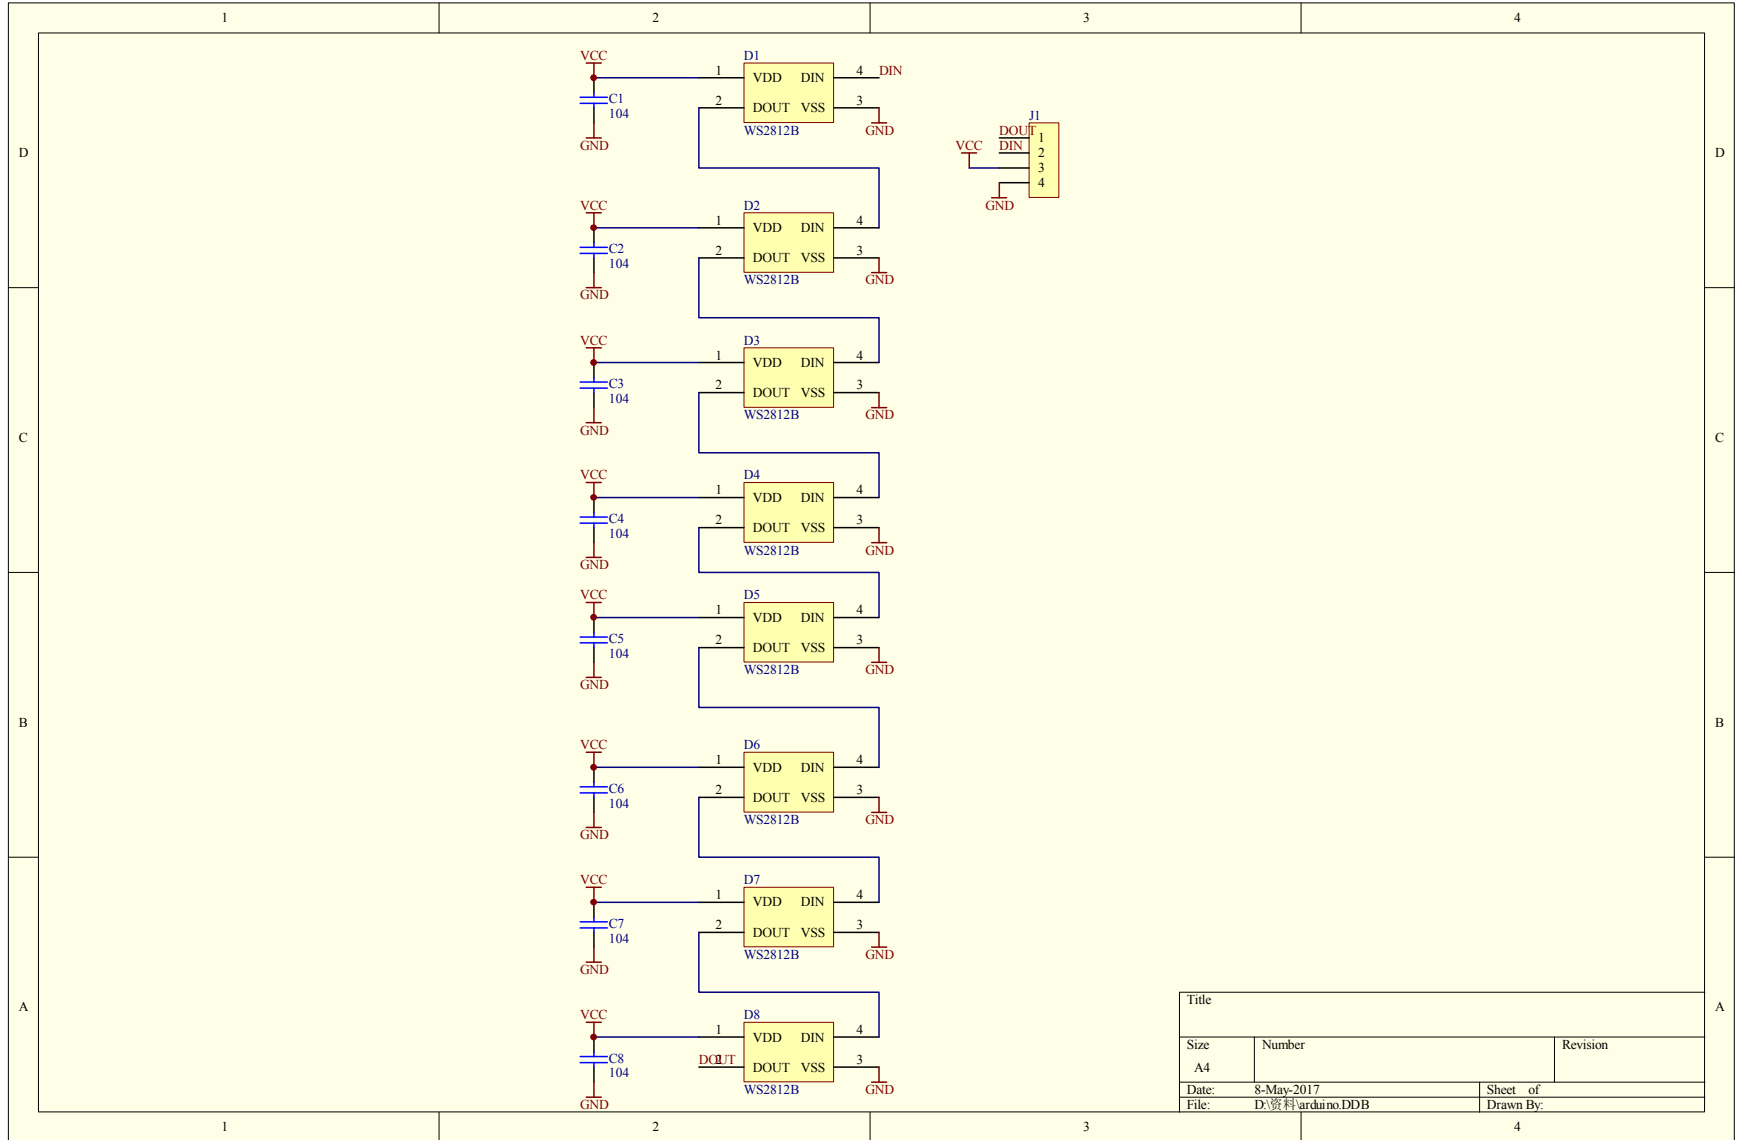 1 2 3 4
D1
VCC 1 VDD DIN 4 DIN
C1 2 DOUT VSS 3
104 WS2812B GND
GND
J1
DOUT 1
VCC DIN 2
3
4
GND
D D
D2
VCC 1 VDD DIN 4
C2 2 DOUT VSS 3
104 WS2812B GND
GND
D3
VCC 1 VDD DIN 4
C3 2 DOUT VSS 3
104 WS2812B GND
GND
C C
D4
VCC 1 VDD DIN 4
C4 2 DOUT VSS 3
104 WS2812B GND
GND
D5
VCC 1 VDD DIN 4
C5 2 DOUT VSS 3
104 WS2812B GND
GND
B B
D6
VCC 1 VDD DIN 4
C6 2 DOUT VSS 3
104 WS2812B GND
GND
D7
VCC 1 VDD DIN 4
C7 2 DOUT VSS 3
104 WS2812B GND
GND
A A
D8
VCC 1 VDD DIN 4
C8 DOUT 2 DOUT VSS 3
104 WS2812B GND
GND
Title
Size Number Revision
A4
Date: 8-May-2017 Sheet of
File: D:\资料\arduino.DDB Drawn By:
1 2 3 4